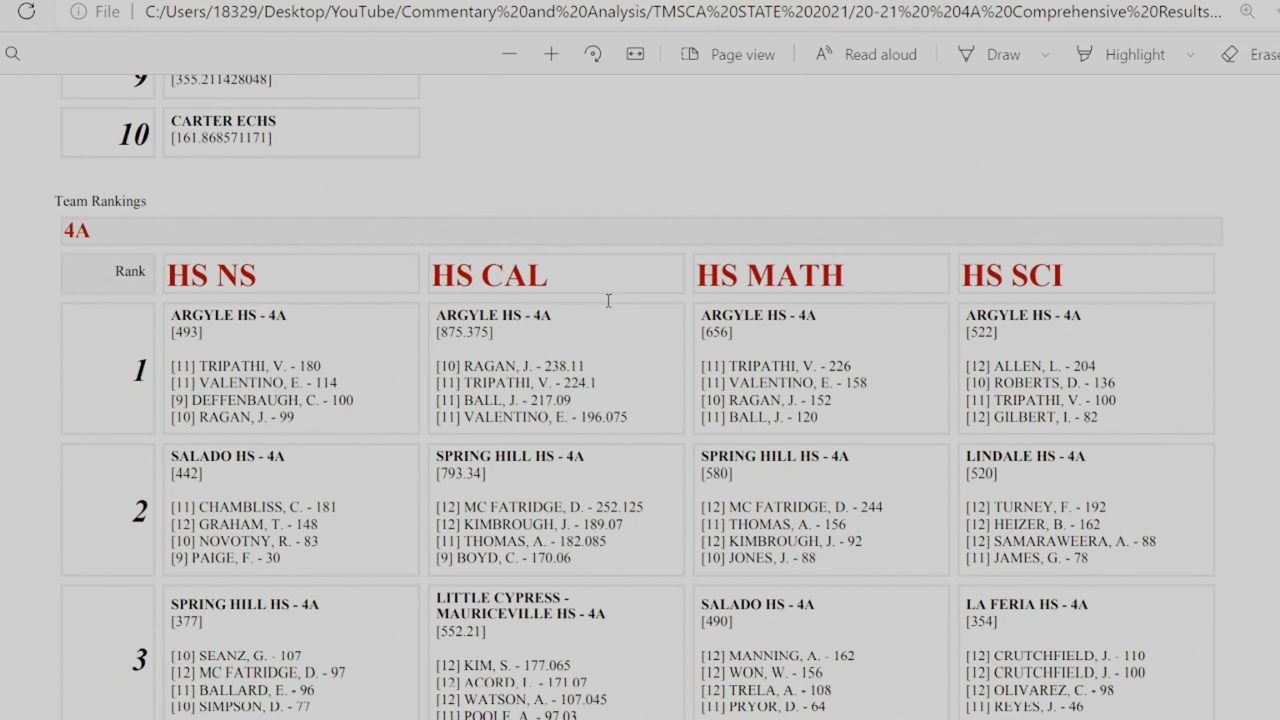 File
C:/Users/18329/Desktop/YouTube/Commentary%20and%20Analysis/TMSCA%20STATE%202021/20-21%20%204A%20Comprehensive%20Results...
Page view
Read aloud
Draw
Highlight
Erase
9
[355.211428048]
10
CARTER ECHS
[161.868571171]
Team Rankings
4A
Rank
HS NS
HS CAL
HS MATH
HS SCI
1
ARGYLE HS - 4A
[493]
[11] TRIPATHI, V. - 180
[11] VALENTINO, E. - 114
[9] DEFFENBAUGH, C. - 100
[10] RAGAN, J. - 99
ARGYLE HS - 4A
[875.375]
[10] RAGAN, J. - 238.11
[11] TRIPATHI, V. - 224.1
[11] BALL, J. - 217.09
[11] VALENTINO, E. - 196.075
ARGYLE HS - 4A
[656]
[11] TRIPATHI, V. - 226
[11] VALENTINO, E. - 158
[10] RAGAN, J. - 152
[11] BALL, J. - 120
ARGYLE HS - 4A
[522]
[12] ALLEN, L. - 204
[10] ROBERTS, D. - 136
[11] TRIPATHI, V. - 100
[12] GILBERT, I. - 82
2
SALADO HS - 4A
[442]
[11] CHAMBLISS, C. - 181
[12] GRAHAM, T. - 148
[10] NOVOTNY, R. - 83
[9] PAIGE, F. - 30
SPRING HILL HS - 4A
[793.34]
[12] MC FATRIDGE, D. - 252.125
[12] KIMBROUGH, J. - 189.07
[11] THOMAS, A. - 182.085
[9] BOYD, C. - 170.06
SPRING HILL HS - 4A
[580]
[12] MC FATRIDGE, D. - 244
[11] THOMAS, A. - 156
[12] KIMBROUGH, J. - 92
[10] JONES, J. - 88
LINDALE HS - 4A
[520]
[12] TURNEY, F. - 192
[12] HEIZER, B. - 162
[12] SAMARAWEERA, A. - 88
[11] JAMES, G. - 78
3
SPRING HILL HS - 4A
[377]
[10] SEANZ, G. - 107
[12] MC FATRIDGE, D. - 97
[11] BALLARD, E. - 96
[10] SIMPSON, D. - 77
LITTLE CYPRESS -
MAURICEVILLE HS - 4A
[552.21]
[12] KIM, S. - 177.065
[12] ACORD, L. - 171.07
[12] WATSON, A. - 107.045
[11] POOLE, A. - 97.03
SALADO HS - 4A
[490]
[12] MANNING, A. - 162
[12] WON, W. - 156
[12] TRELA, A. - 108
[11] PRYOR, D. - 64
LA FERIA HS - 4A
[354]
[12] CRUTCHFIELD, J. - 110
[12] CRUTCHFIELD, J. - 100
[12] OLIVAREZ, C. - 98
[11] REYES, J. - 46